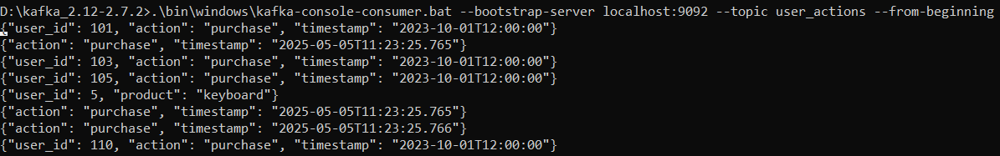 D:\kafka_2.12-2.7.2>.\bin\windows\kafka-console-consumer.bat --bootstrap-server localhost:9092 --topic user_actions --from-beginning
{"user_id": 101, "action": "purchase", "timestamp": "2023-10-01T12:00:00"}
{"action": "purchase", "timestamp": "2025-05-05T11:23:25.765"}
{"user_id": 103, "action": "purchase", "timestamp": "2023-10-01T12:00:00"}
{"user_id": 105, "action": "purchase", "timestamp": "2023-10-01T12:00:00"}
{"user_id": 5, "product": "keyboard"}
{"action": "purchase", "timestamp": "2025-05-05T11:23:25.765"}
{"action": "purchase", "timestamp": "2025-05-05T11:23:25.766"}
{"user_id": 110, "action": "purchase", "timestamp": "2023-10-01T12:00:00"}